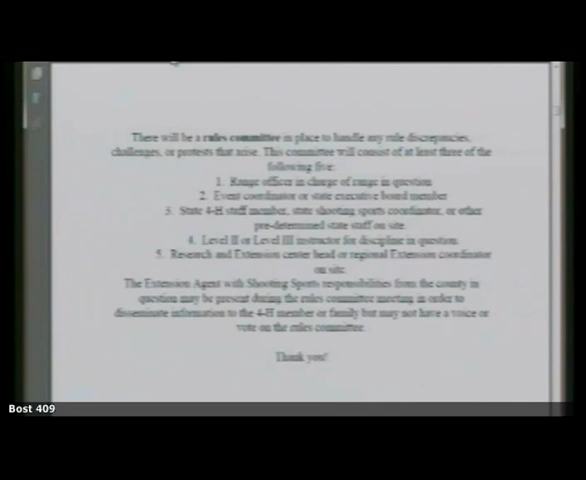 There will be a rules committee in place to handle any rule discrepancies,
challenges, or protests that arise. This committee will consist of at least three of the
following five:
1. Range officer in charge of range in question
2. Event coordinator or state executive board member
3. State 4-H staff member, state shooting sports coordinator, or other
pre-determined state staff on site.
4. Level II or Level III instructor for discipline in question.
5. Research and Extension center head or regional Extension coordinator
on site.
The Extension Agent with Shooting Sports responsibilities from the county in
question may be present during the rules committee meeting in order to
disseminate information to the 4-H member or family but may not have a voice or
vote on the rules committee.
Thank you!
Bost 409